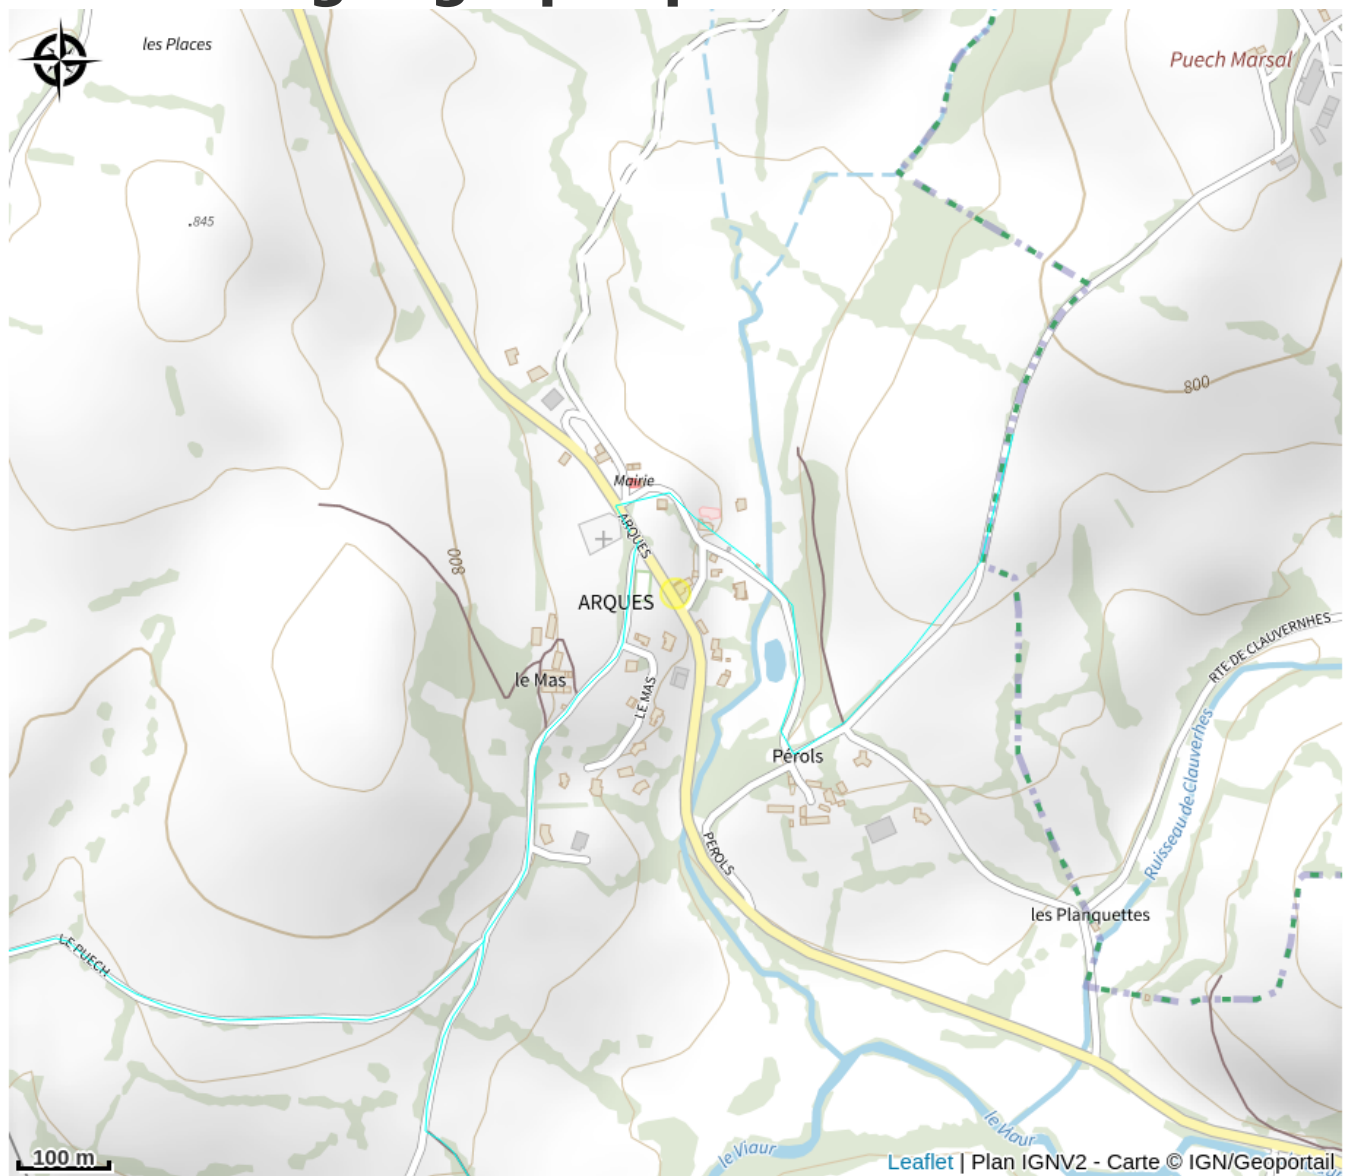 les Places
Puech Marsal
.845
800
Mairie
ARQUES
800
ARQUES
RTE DE CLAUVERNHES
le Mas
LE MAS
Ruisseau de Clauverhes
Pérols
PEROLS
les Planquettes
LE PUECH
le Viaur
le Viaur
100 m
Leaflet | Plan IGNV2 - Carte © IGN/Geoportail